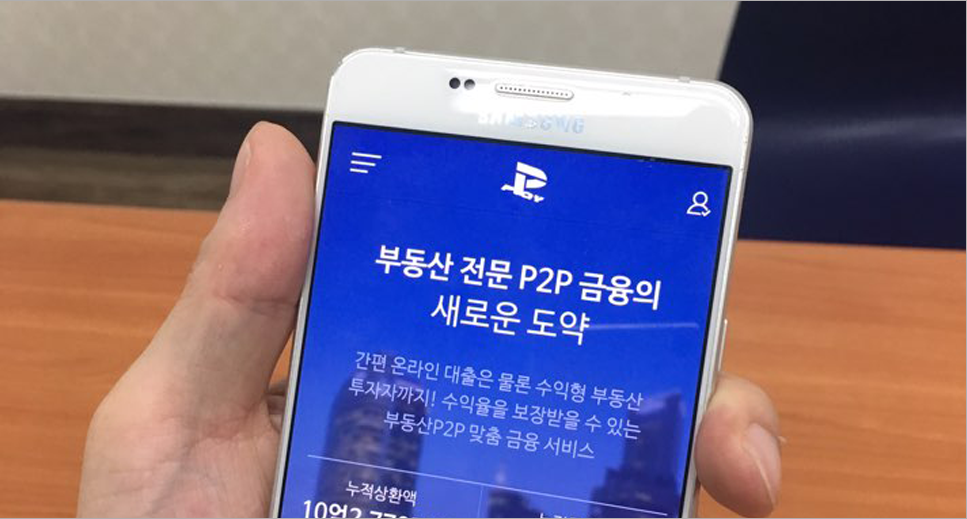 SAMSUNG
부동산 전문 P2P 금융의
새로운 도약
간편 온라인 대출은 물론 수익형 부동산
투자자까지! 수익율을 보장받을 수 있는
부동산P2P 맞춤 금융 서비스
누적상환액
10억2,77